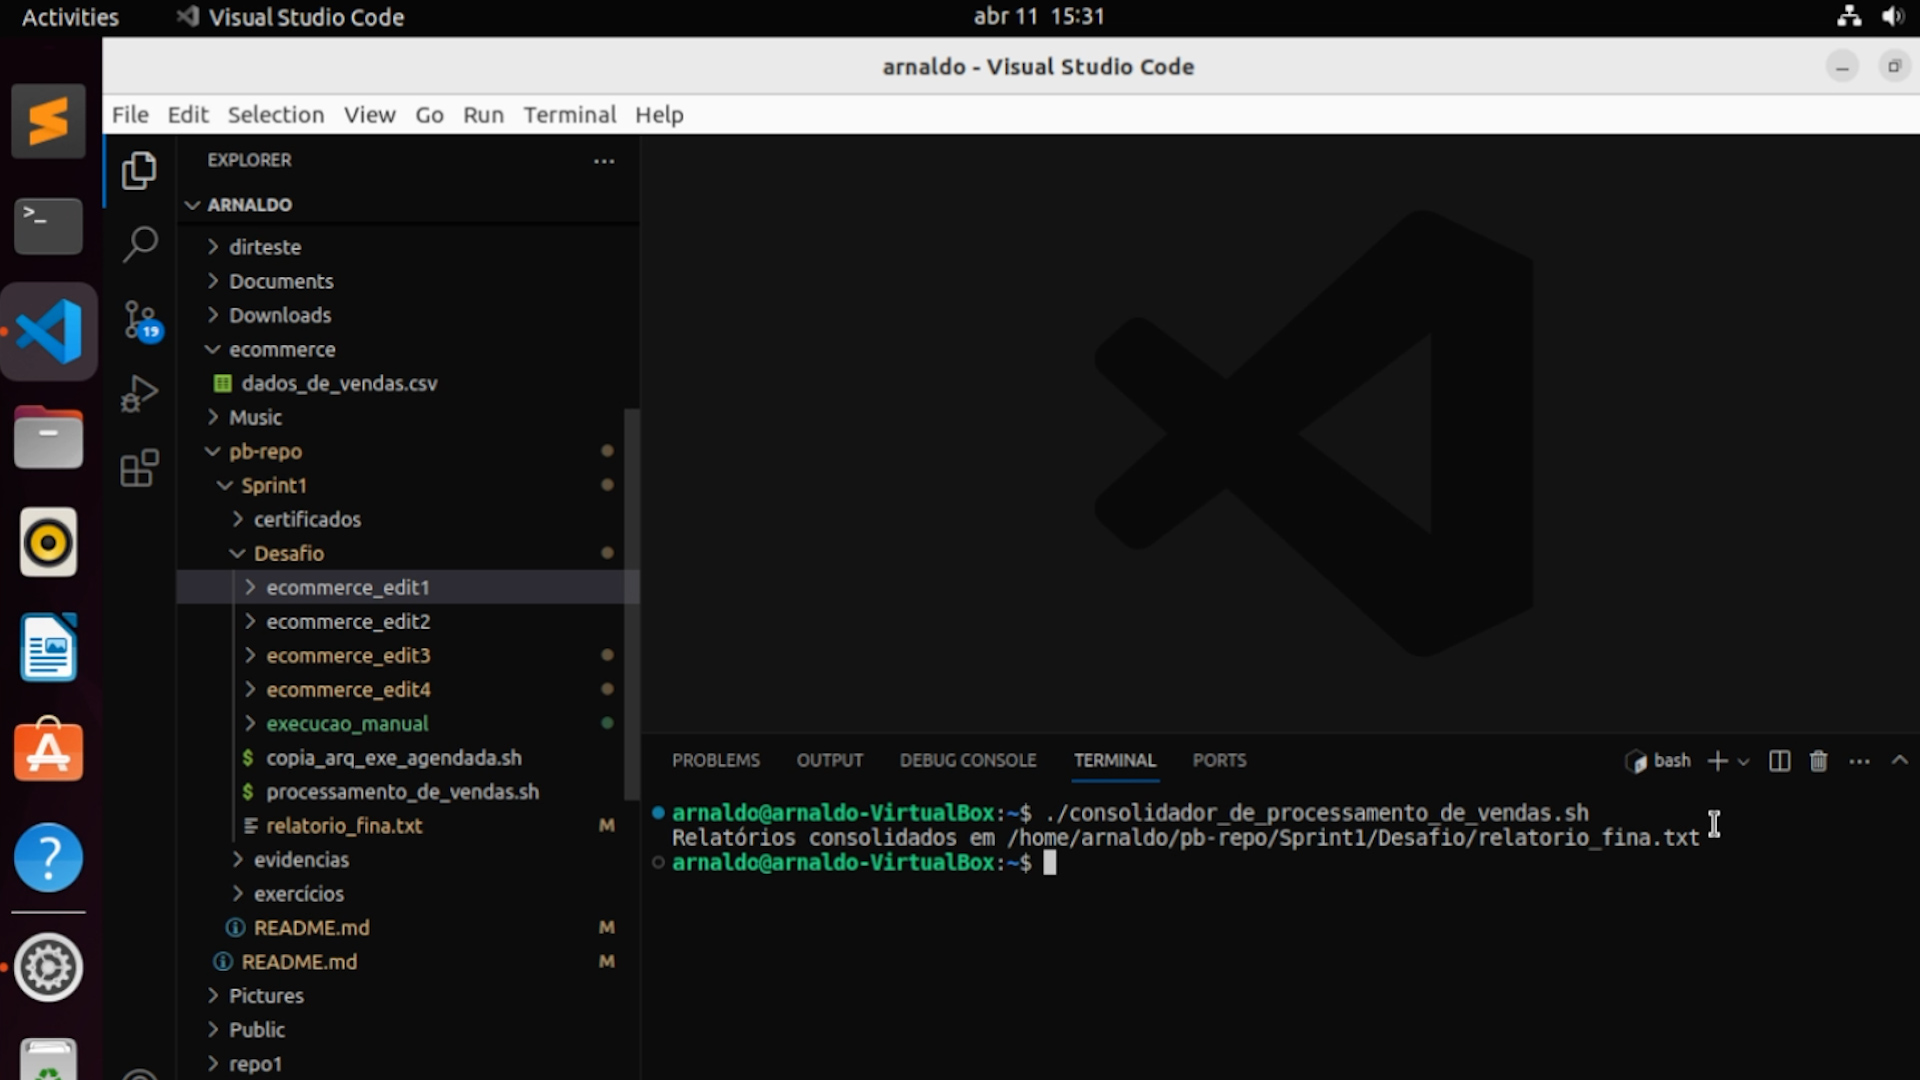 Activities
Visual Studio Code
abr 11 15:31
arnaldo - Visual Studio Code
File Edit Selection View Go Run Terminal Help
EXPLORER
ARNALDO
dirteste
Documents
Downloads
ecommerce
dados_de_vendas.csv
Music
pb-repo
Sprint1
certificados
Desafio
ecommerce_edit1
ecommerce_edit2
ecommerce_edit3
ecommerce_edit4
execucao_manual
$ copia_arq_exe_agendada.sh
$ processamento_de_vendas.sh
relatorio_fina.txt M
evidencias
exercícios
README.md M
README.md M
Pictures
Public
repo1
19
PROBLEMS OUTPUT DEBUG CONSOLE TERMINAL PORTS
bash
arnaldo@arnaldo-VirtualBox:~$ ./consolidador_de_processamento_de_vendas.sh
Relatórios consolidados em /home/arnaldo/pb-repo/Sprint1/Desafio/relatorio_fina.txt
arnaldo@arnaldo-VirtualBox:~$